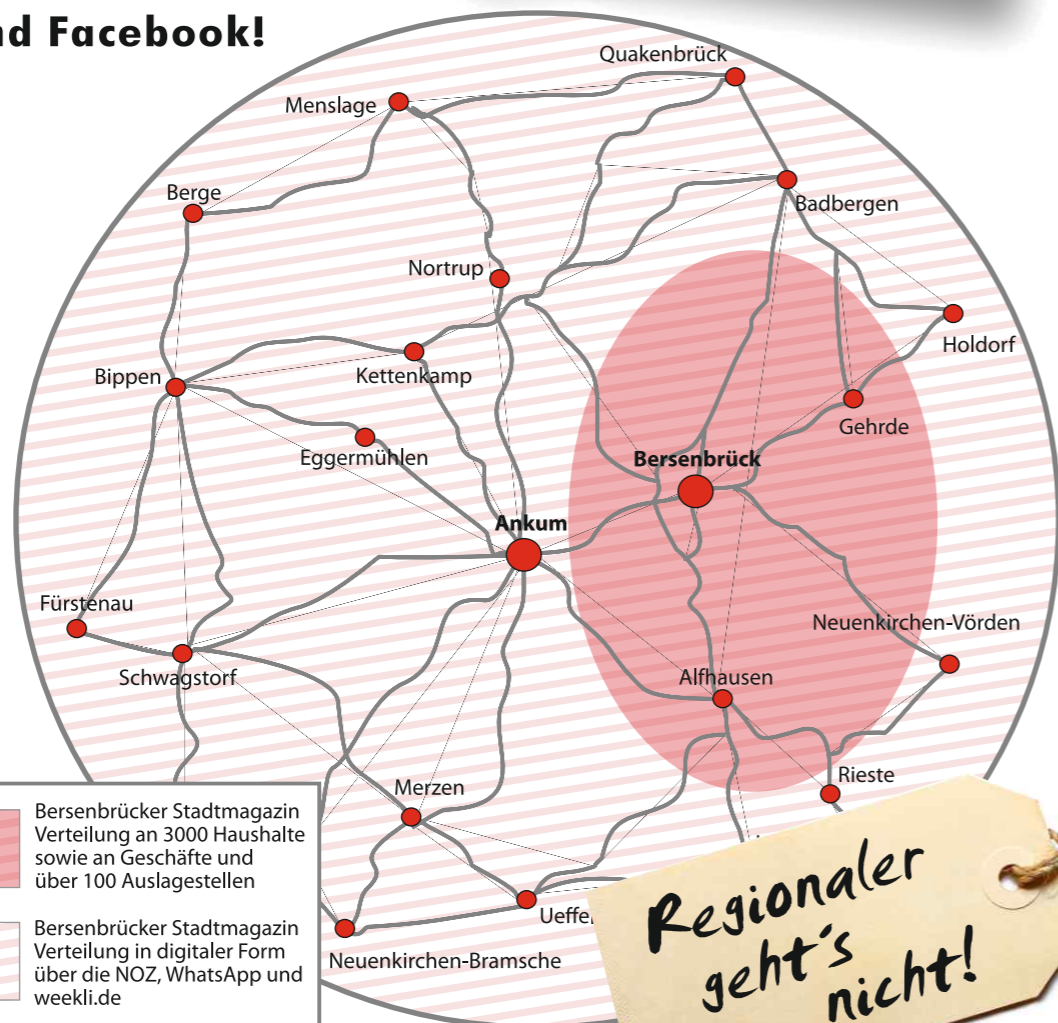 nd Facebook!
Quakenbrück
Menslage
Berge
Badbergen
Nortrup
Holdorf
Bippen
Kettenkamp
Gehrde
Eggermühlen
Bersenbrück
Ankum
Fürstenau
Neuenkirchen-Vörden
Schwagstorf
Alfhausen
Rieste
Merzen
Bersenbrücker Stadtmagazin
Verteilung an 3000 Haushalte
sowie an Geschäfte und
über 100 Auslagestellen
Bersenbrücker Stadtmagazin
Verteilung in digitaler Form
über die NOZ, WhatsApp und
weekli.de
Ueffel
Neuenkirchen-Bramsche
Regionaler
geht's
nicht!